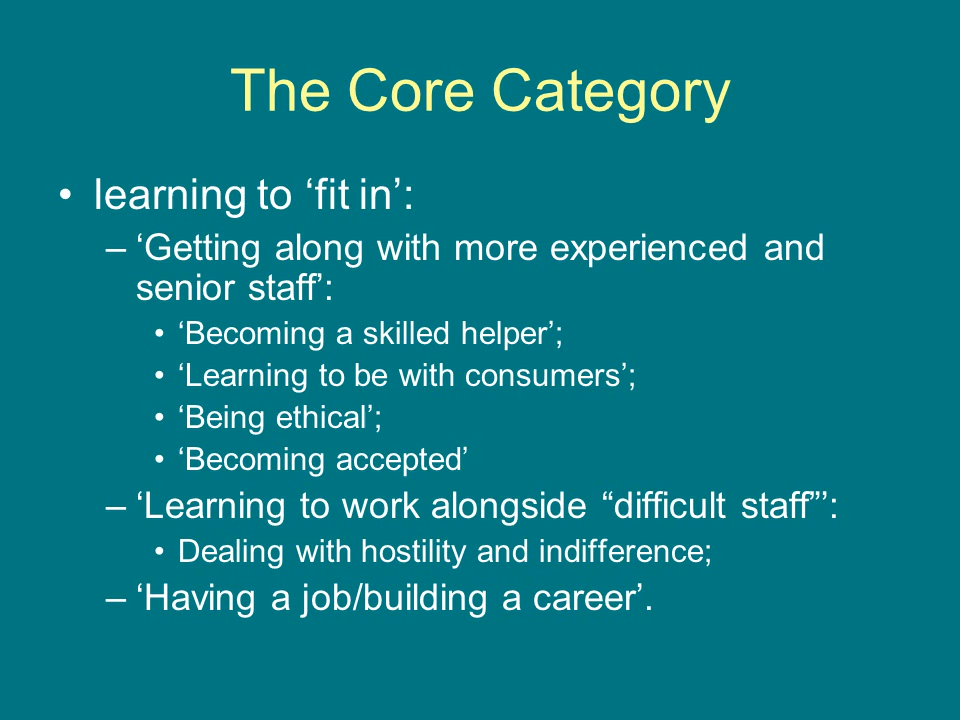 The Core Category
• learning to ‘fit in’:
– ‘Getting along with more experienced and
senior staff’:
• ‘Becoming a skilled helper’;
• ‘Learning to be with consumers’;
• ‘Being ethical’;
• ‘Becoming accepted’
– ‘Learning to work alongside “difficult staff”’:
• Dealing with hostility and indifference;
– ‘Having a job/building a career’.